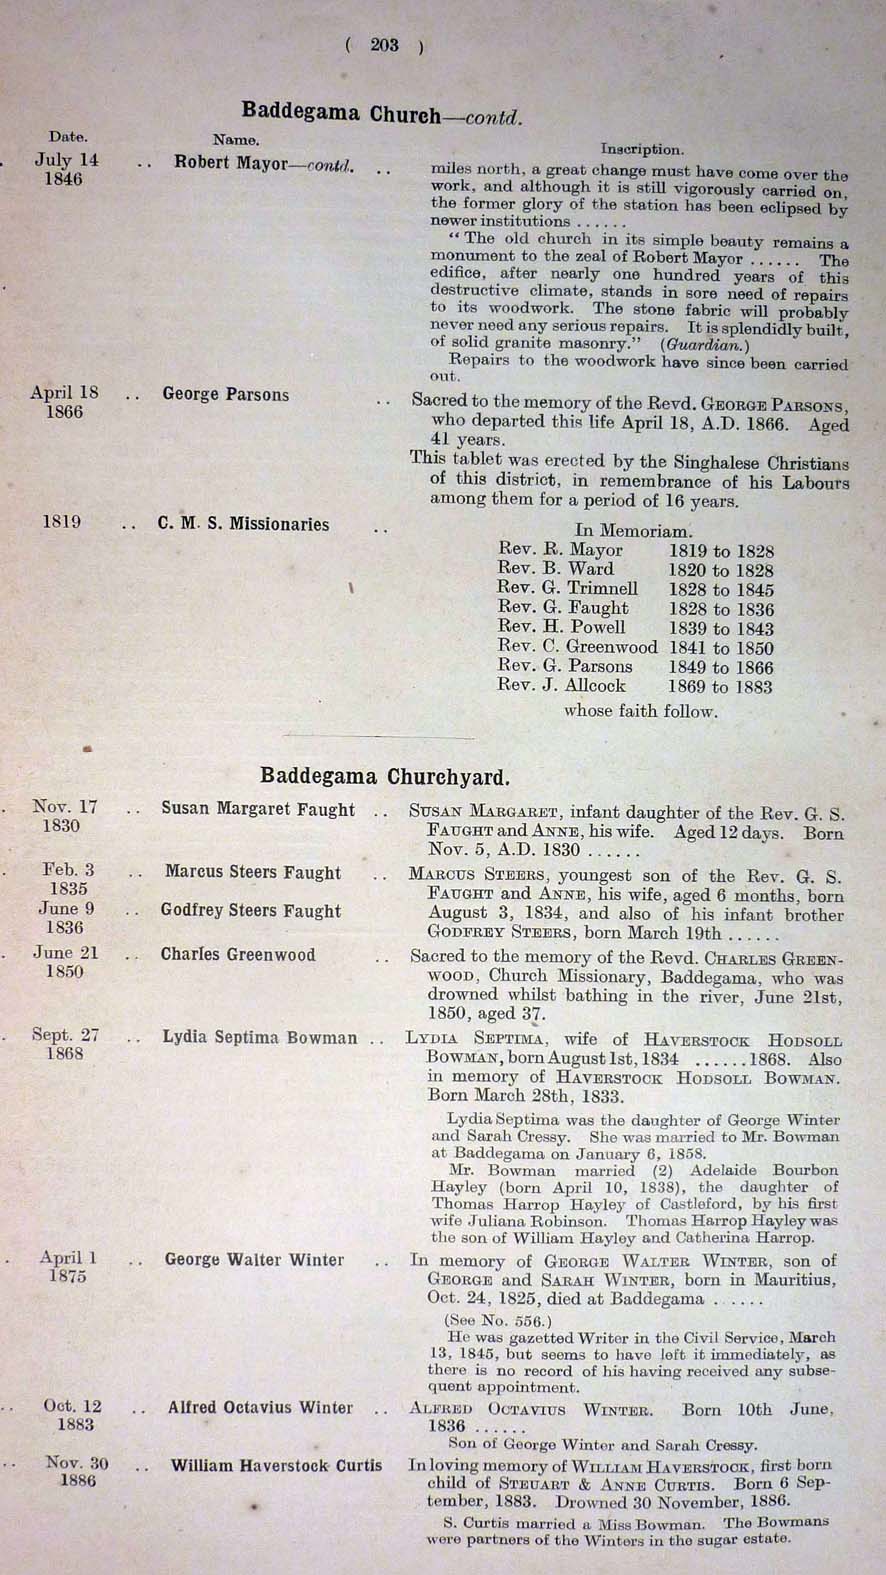 ( 203 )
Baddegama Church—contd.
Date.
Name.
Inscription.
July 14
1846
.. Robert Mayor—contd. ..
miles north, a great change must have come over the
work, and although it is still vigorously carried on,
the former glory of the station has been eclipsed by
newer institutions ......
“ The old church in its simple beauty remains a
monument to the zeal of Robert Mayor ...... The
edifice, after nearly one hundred years of this
destructive climate, stands in sore need of repairs
to its woodwork. The stone fabric will probably
never need any serious repairs. It is splendidly built,
of solid granite masonry.” (Guardian.)
Repairs to the woodwork have since been carried
out.
April 18
1866
.. George Parsons ..
Sacred to the memory of the Revd. GEORGE PARSONS,
who departed this life April 18, A.D. 1866. Aged
41 years.
This tablet was erected by the Singhalese Christians
of this district, in remembrance of his Labours
among them for a period of 16 years.
1819 .. C. M. S. Missionaries ..
In Memoriam.
Rev. R. Mayor 1819 to 1828
Rev. B. Ward 1820 to 1828
Rev. G. Trimnell 1828 to 1845
Rev. G. Faught 1828 to 1836
Rev. H. Powell 1839 to 1843
Rev. C. Greenwood 1841 to 1850
Rev. G. Parsons 1849 to 1866
Rev. J. Allcock 1869 to 1883
whose faith follow.
Baddegama Churchyard.
Nov. 17
1830
.. Susan Margaret Faught ..
SUSAN MARGARET, infant daughter of the Rev. G. S.
FAUGHT and ANNE, his wife. Aged 12 days. Born
Nov. 5, A.D. 1830 ......
Feb. 3
1835
.. Marcus Steers Faught ..
June 9
1836
.. Godfrey Steers Faught
MARCUS STEERS, youngest son of the Rev. G. S.
FAUGHT and ANNE, his wife, aged 6 months, born
August 3, 1834, and also of his infant brother
GODFREY STEERS, born March 19th ......
June 21
1850
.. Charles Greenwood ..
Sacred to the memory of the Revd. CHARLES GREEN-
WOOD, Church Missionary, Baddegama, who was
drowned whilst bathing in the river, June 21st,
1850, aged 37.
Sept. 27
1868
.. Lydia Septima Bowman ..
LYDIA SEPTIMA, wife of HAVERSTOCK HODSOLL
BOWMAN, born August 1st, 1834 ......1868. Also
in memory of HAVERSTOCK HODSOLL BOWMAN.
Born March 28th, 1833.
Lydia Septima was the daughter of George Winter
and Sarah Cressy. She was married to Mr. Bowman
at Baddegama on January 6, 1858.
Mr. Bowman married (2) Adelaide Bourbon
Hayley (born April 10, 1838), the daughter of
Thomas Harrop Hayley of Castleford, by his first
wife Juliana Robinson. Thomas Harrop Hayley was
the son of William Hayley and Catherina Harrop.
April 1
1875
.. George Walter Winter ..
In memory of GEORGE WALTER WINTER, son of
GEORGE and SARAH WINTER, born in Mauritius,
Oct. 24, 1825, died at Baddegama ......
(See No. 556.)
He was gazetted Writer in the Civil Service, March
13, 1845, but seems to have left it immediately, as
there is no record of his having received any subse-
quent appointment.
Oct. 12
1883
.. Alfred Octavius Winter ..
ALFRED OCTAVIUS WINTER. Born 10th June,
1836 ......
Son of George Winter and Sarah Cressy.
Nov. 30
1886
.. William Haverstock Curtis
In loving memory of WILLIAM HAVERSTOCK, first born
child of STEUART & ANNE CURTIS. Born 6 Sep-
tember, 1883. Drowned 30 November, 1886.
S. Curtis married a Miss Bowman. The Bowmans
were partners of the Winters in the sugar estate.